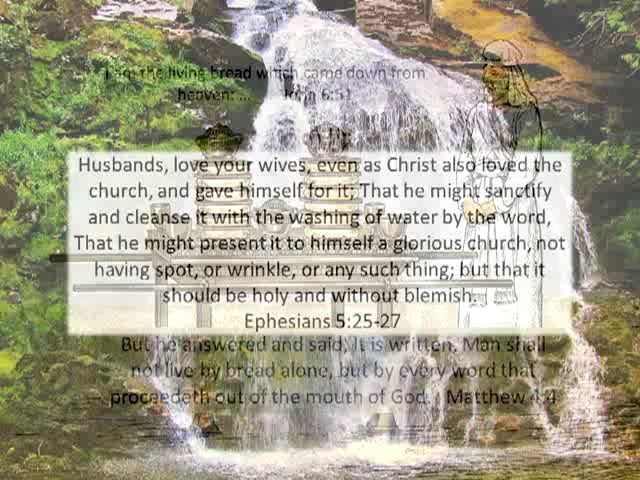 I am the living bread which came down from
heaven: ... John 6:51
Husbands, love your wives, even as Christ also loved the
church, and gave himself for it; That he might sanctify
and cleanse it with the washing of water by the word,
That he might present it to himself a glorious church, not
having spot, or wrinkle, or any such thing; but that it
should be holy and without blemish.
Ephesians 5:25-27
But he answered and said, It is written, Man shall
not live by bread alone, but by every word that
proceedeth out of the mouth of God. Matthew 4:4